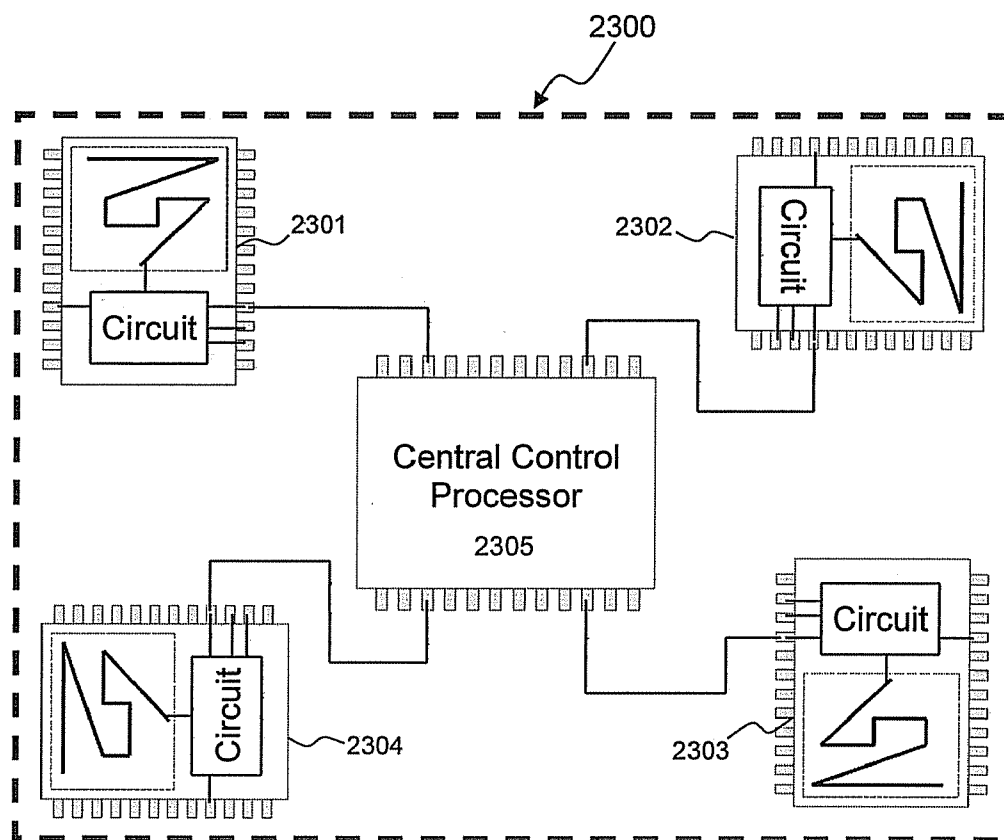 2300
2301
2302
Circuit
Circuit
Central Control
Processor
2305
Circuit
Circuit
2304
2303